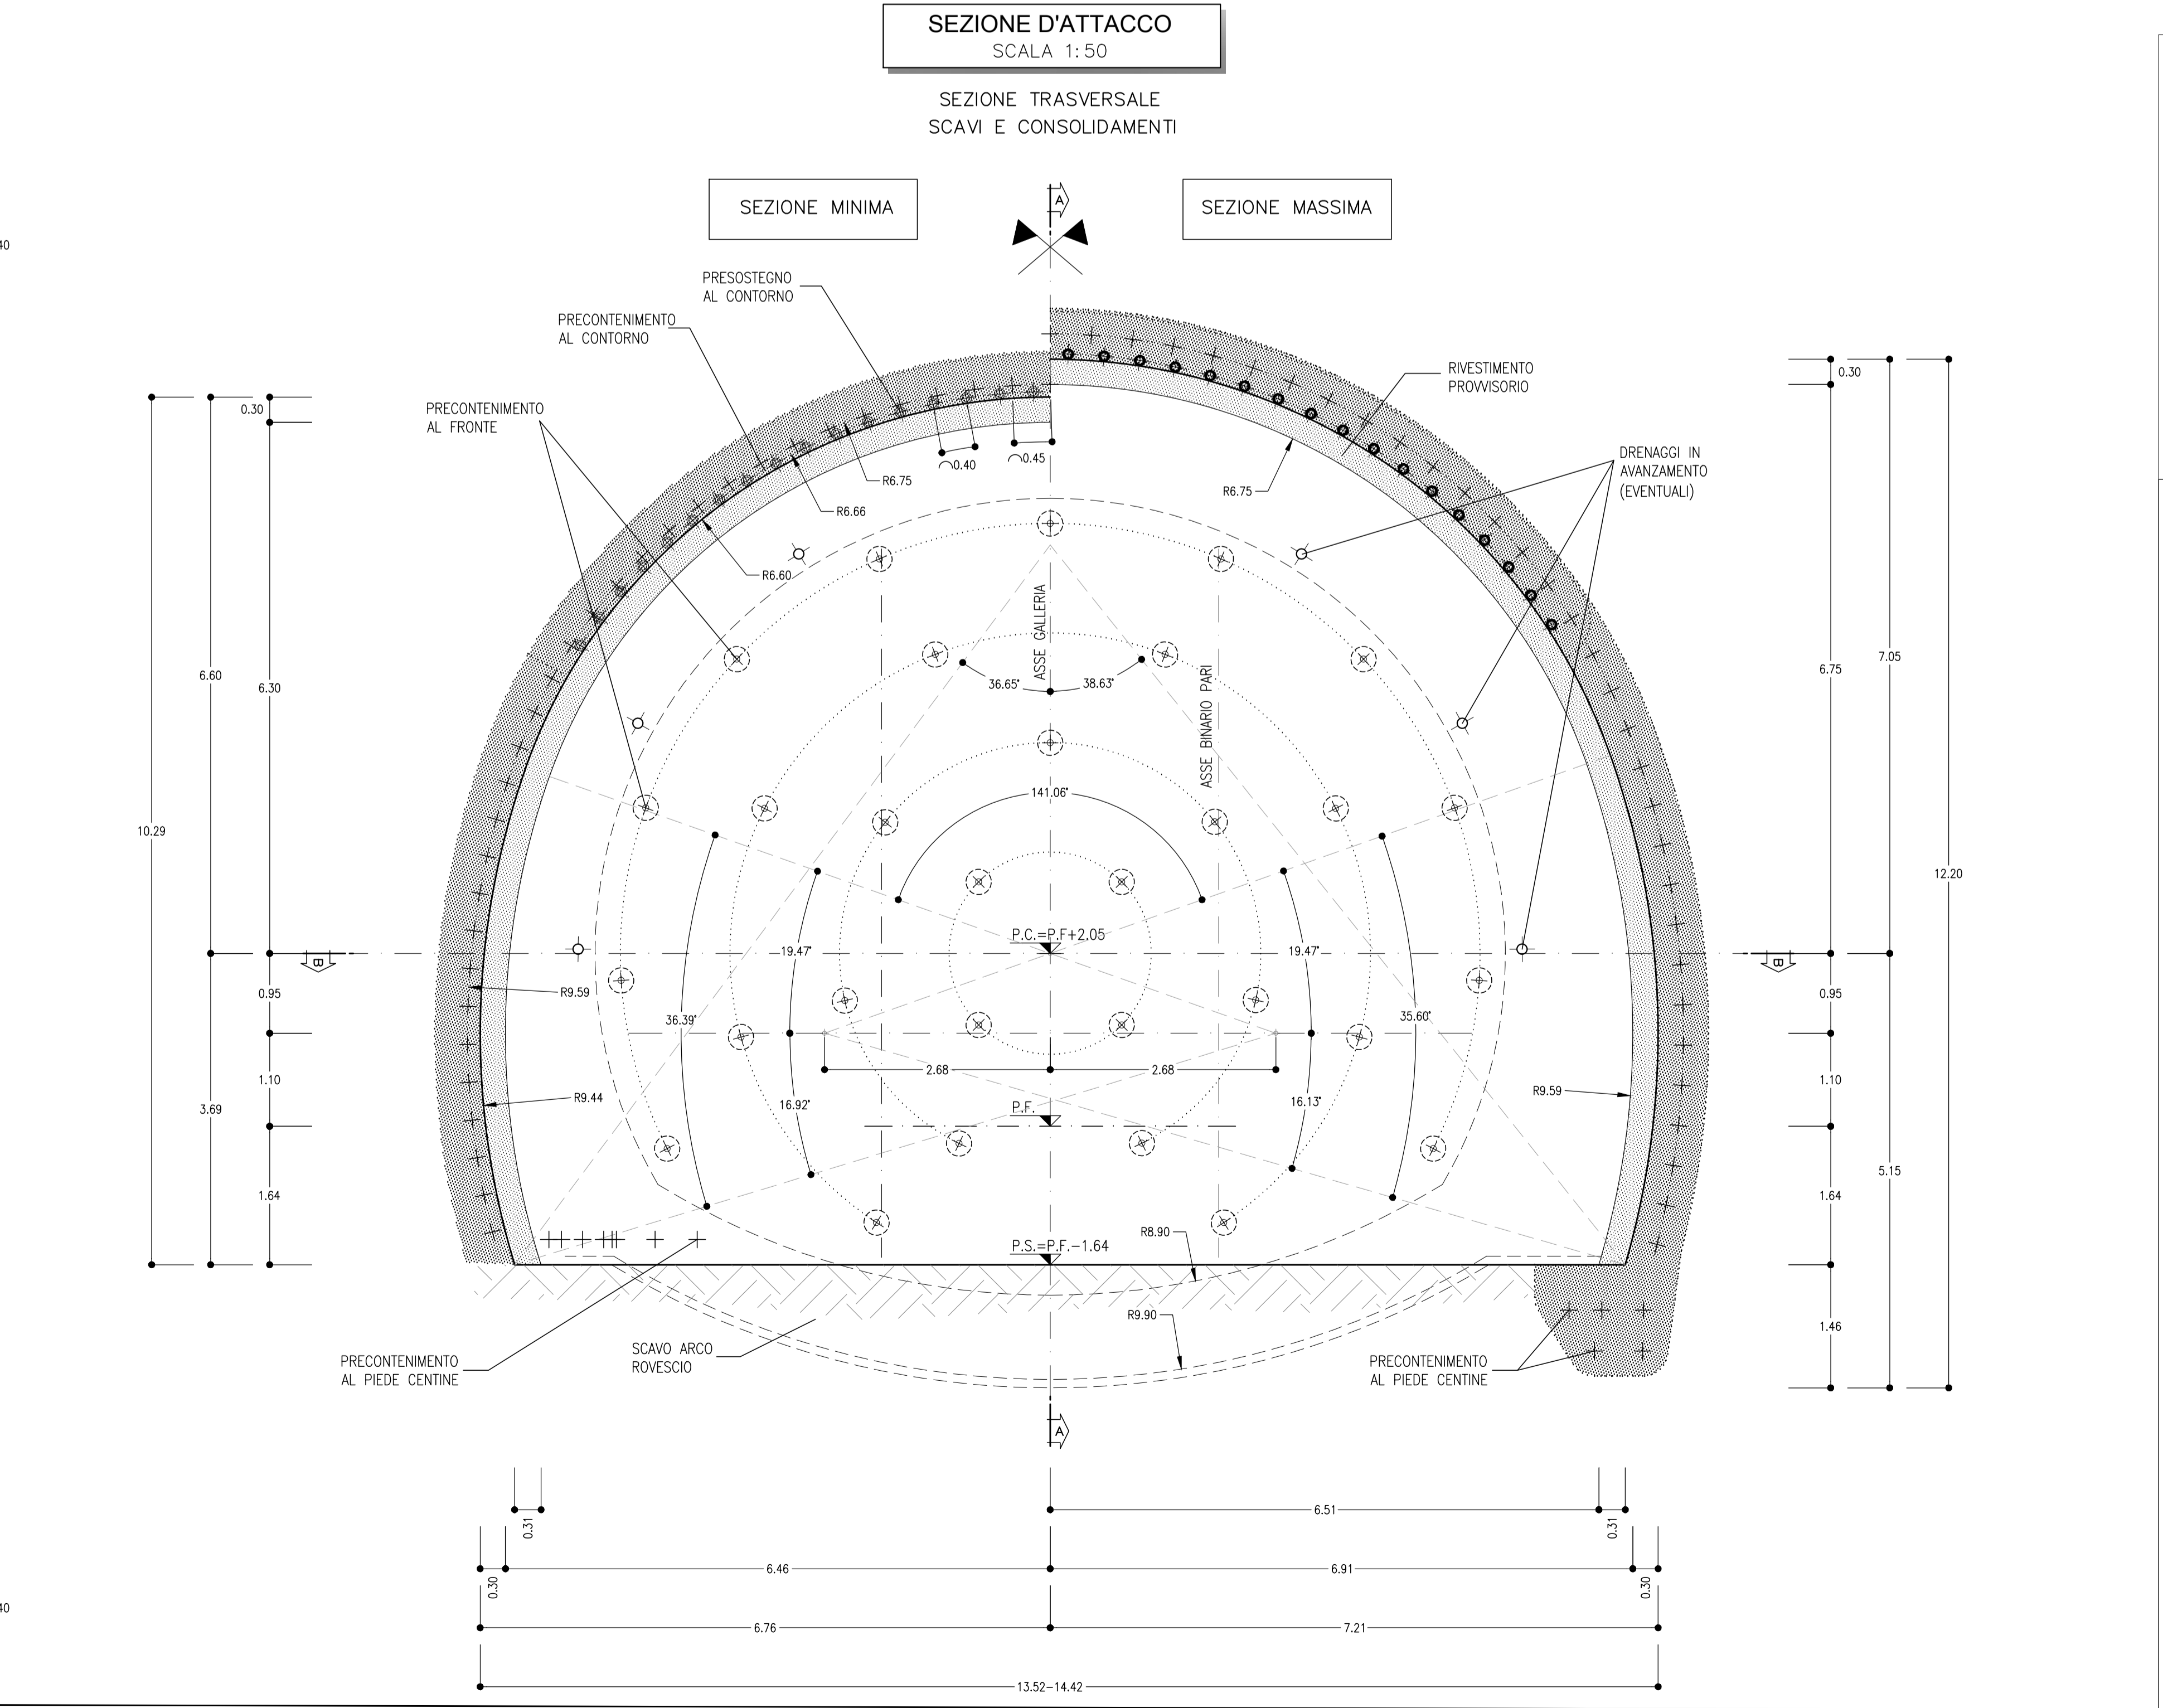 SEZIONE D'ATTACCO
SCALA 1:50
SEZIONE TRASVERSALE
SCAVI E CONSOLIDAMENTI
SEZIONE MINIMA
A
SEZIONE MASSIMA
40
PRESOSTEGNO
AL CONTORNO
PRECONTENIMENTO
AL CONTORNO
PRECONTENIMENTO
AL FRONTE
RIVESTIMENTO
PROVVISORIO
DRENAGGI IN
AVANZAMENTO
(EVENTUALI)
0.30
0.30
0.40
0.45
R6.75
R6.66
R6.60
R6.75
ASSE GALLERIA
ASSE BINARIO PARI
36.65°
38.63°
6.60
6.30
6.75
7.05
10.29
12.20
141.06°
P.C.=P.F+2.05
B
B
19.47°
19.47°
R9.59
0.95
0.95
36.39°
35.60°
2.68
2.68
1.10
1.10
R9.44
R9.59
3.69
16.92°
16.13°
P.F.
5.15
1.64
1.64
R8.90
P.S.=P.F.-1.64
R9.90
1.46
PRECONTENIMENTO
AL PIEDE CENTINE
SCAVO ARCO
ROVESCIO
PRECONTENIMENTO
AL PIEDE CENTINE
A
0.31
6.51
0.31
0.30
6.46
6.91
0.30
40
6.76
7.21
13.52-14.42